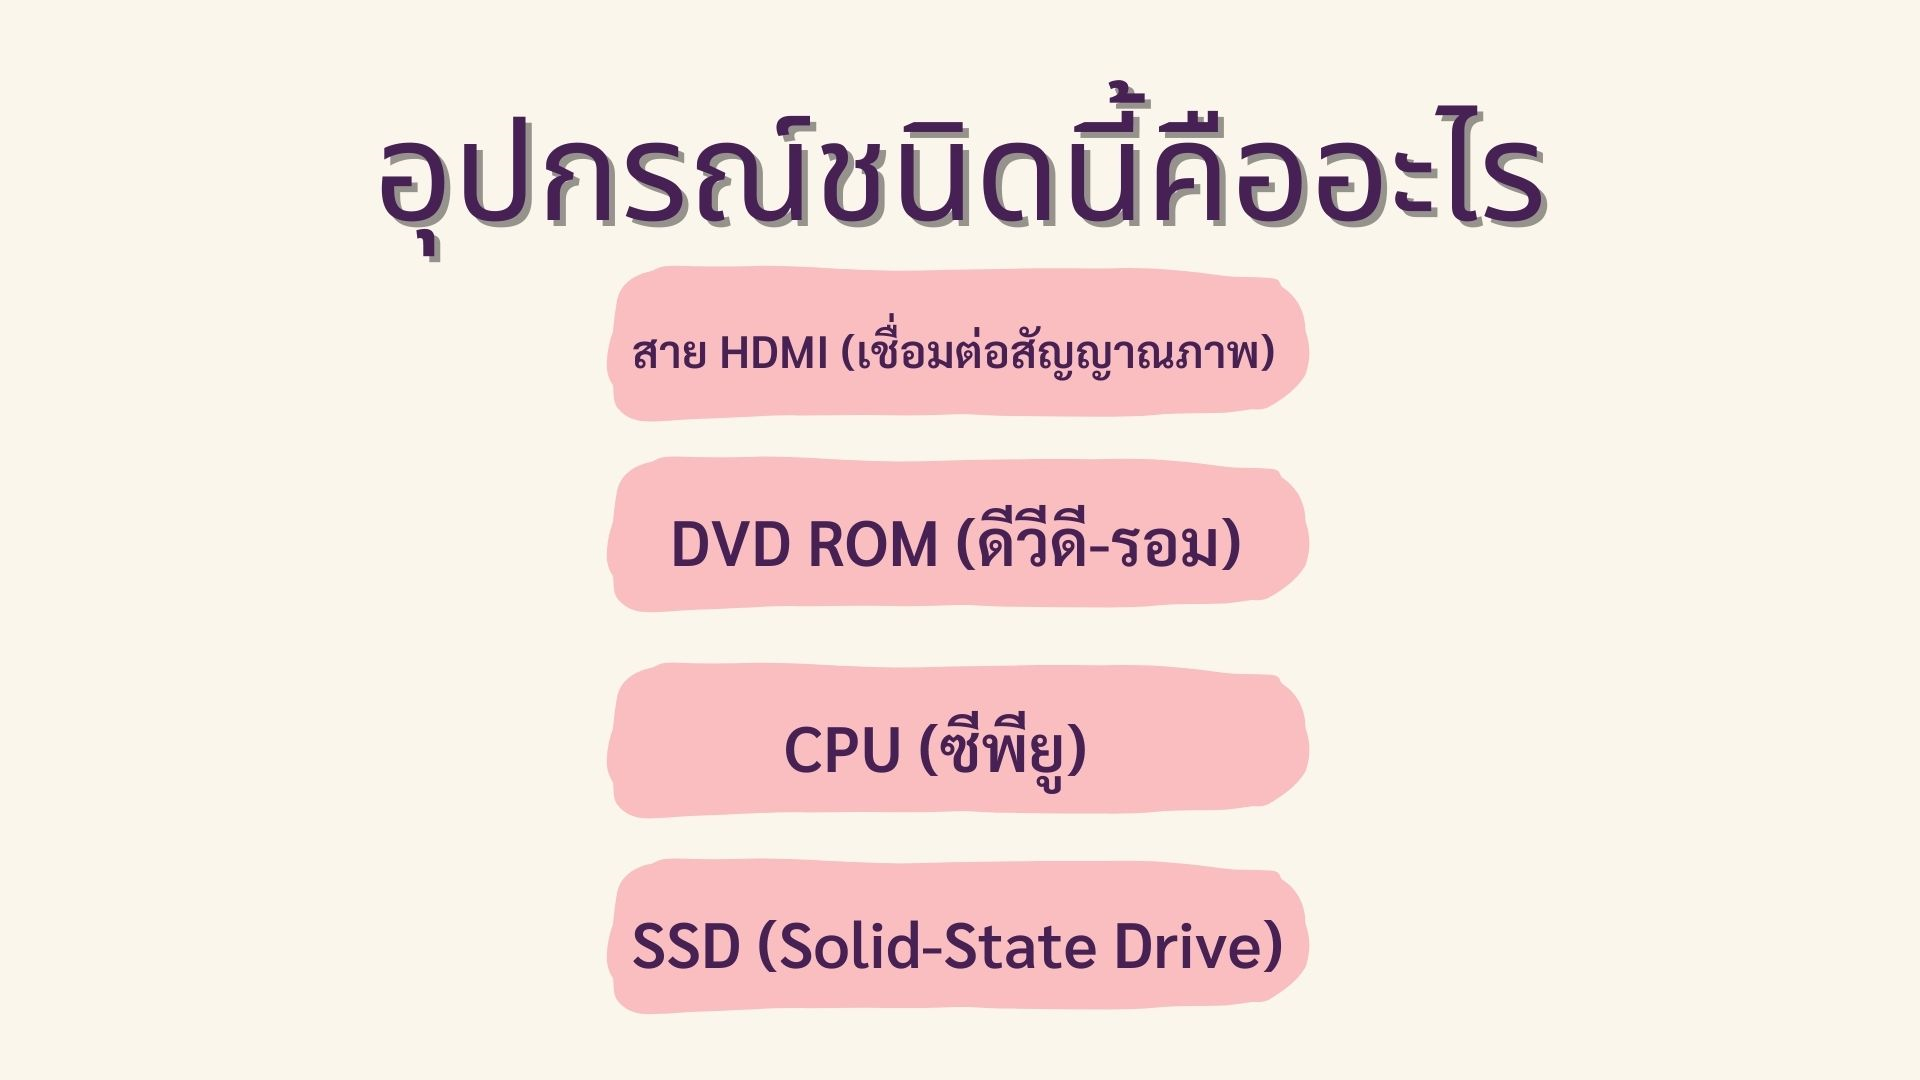 อุปกรณ์ชนิดนี้คืออะไร
สาย HDMI (เชื่อมต่อสัญญาณภาพ)
DVD ROM (ดีวีดี-รอม)
CPU (ซีพียู)
SSD (Solid-State Drive)